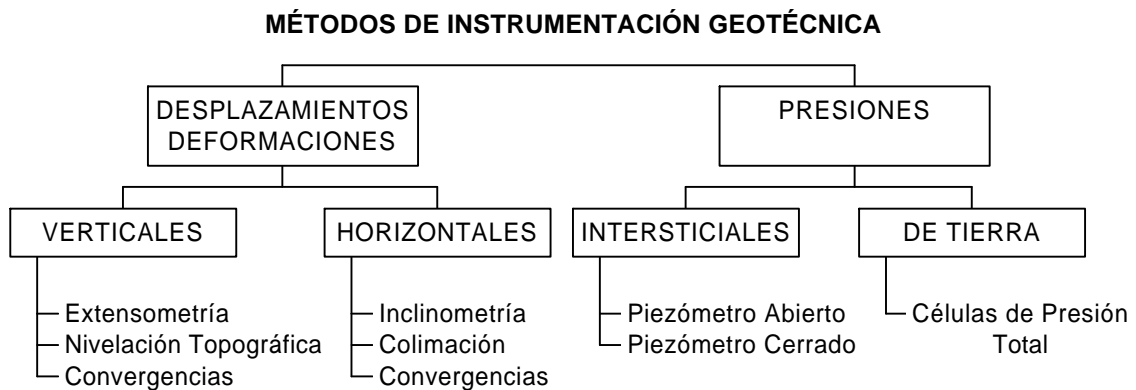 MÉTODOS DE INSTRUMENTACIÓN GEOTÉCNICA
DESPLAZAMIENTOS
DEFORMACIONES
PRESIONES
VERTICALES
HORIZONTALES
INTERSTICIALES
DE TIERRA
Extensometría
Nivelación Topográfica
Convergencias
Inclinometría
Colimación
Convergencias
Piezómetro Abierto
Piezómetro Cerrado
Células de Presión
Total